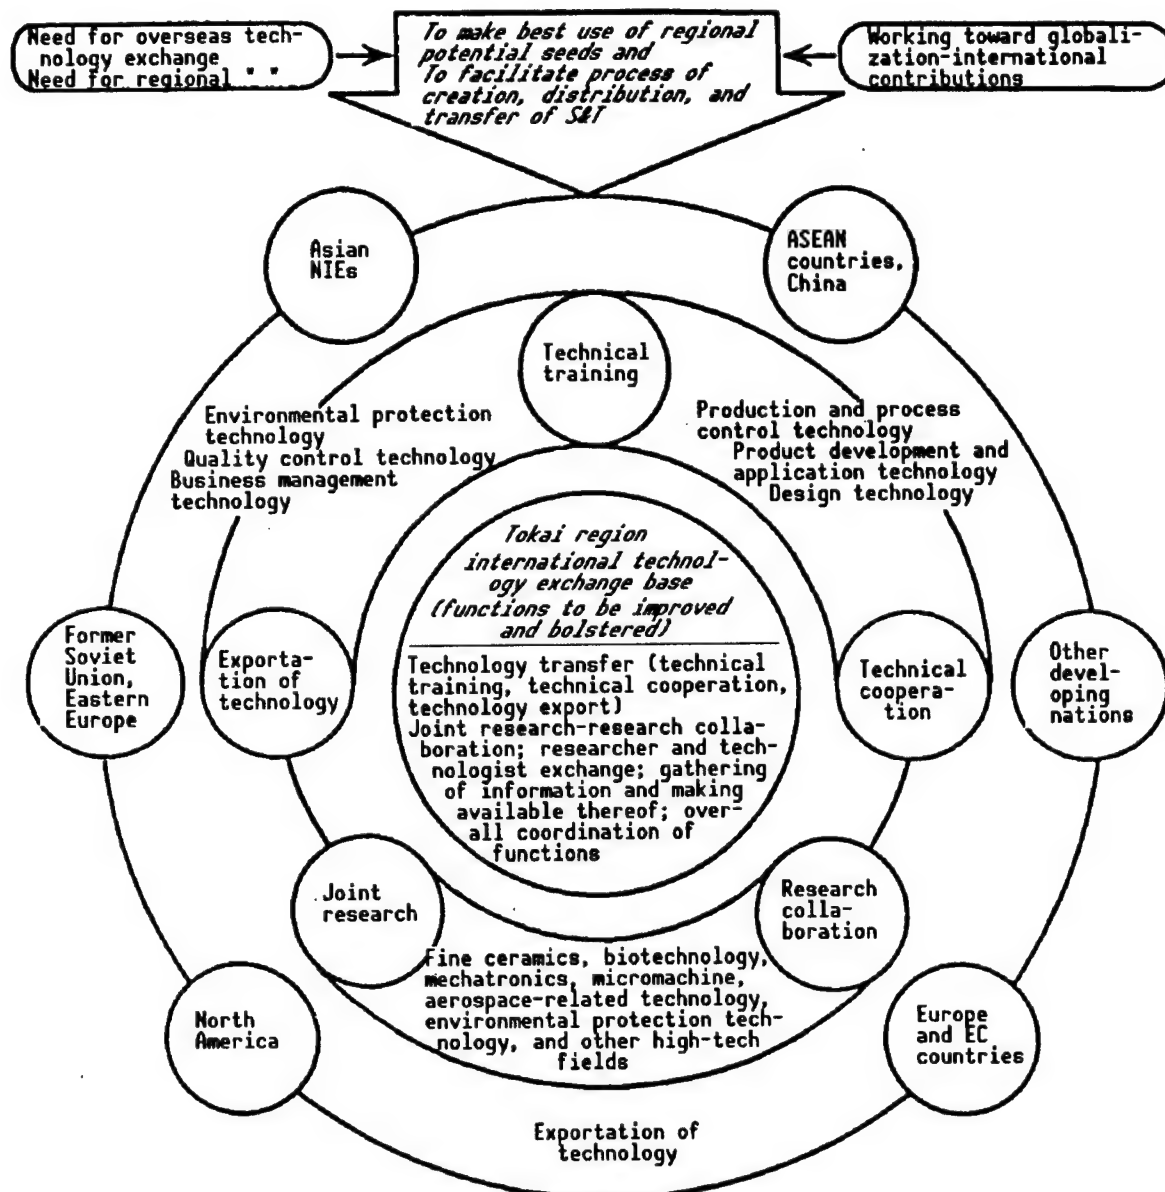 Need for overseas tech-
nology exchange
Need for regional " "
To make best use of regional
potential seeds and
To facilitate process of
creation, distribution, and
transfer of S&T
Working toward globali-
zation-international
contributions
Asian
NIEs
ASEAN
countries,
China
Technical
training
Environmental protection
technology
Quality control technology
Business management
technology
Production and process
control technology
Product development and
application technology
Design technology
Tokai region
international technol-
ogy exchange base
(functions to be improved
and bolstered)
Former
Soviet
Union,
Eastern
Europe
Exporta-
tion of
technology
Technology transfer (technical
training, technical cooperation,
technology export)
Joint research-research colla-
boration; researcher and tech-
nologist exchange; gathering
of information and making
available thereof; over-
all coordination of
functions
Technical
coopera-
tion
Other
devel-
oping
nations
Joint
research
Research
colla-
boration
Fine ceramics, biotechnology,
mechatronics, micromachine,
aerospace-related technology,
environmental protection tech-
nology, and other high-tech
fields
North
America
Europe
and EC
countries
Exportation of
technology